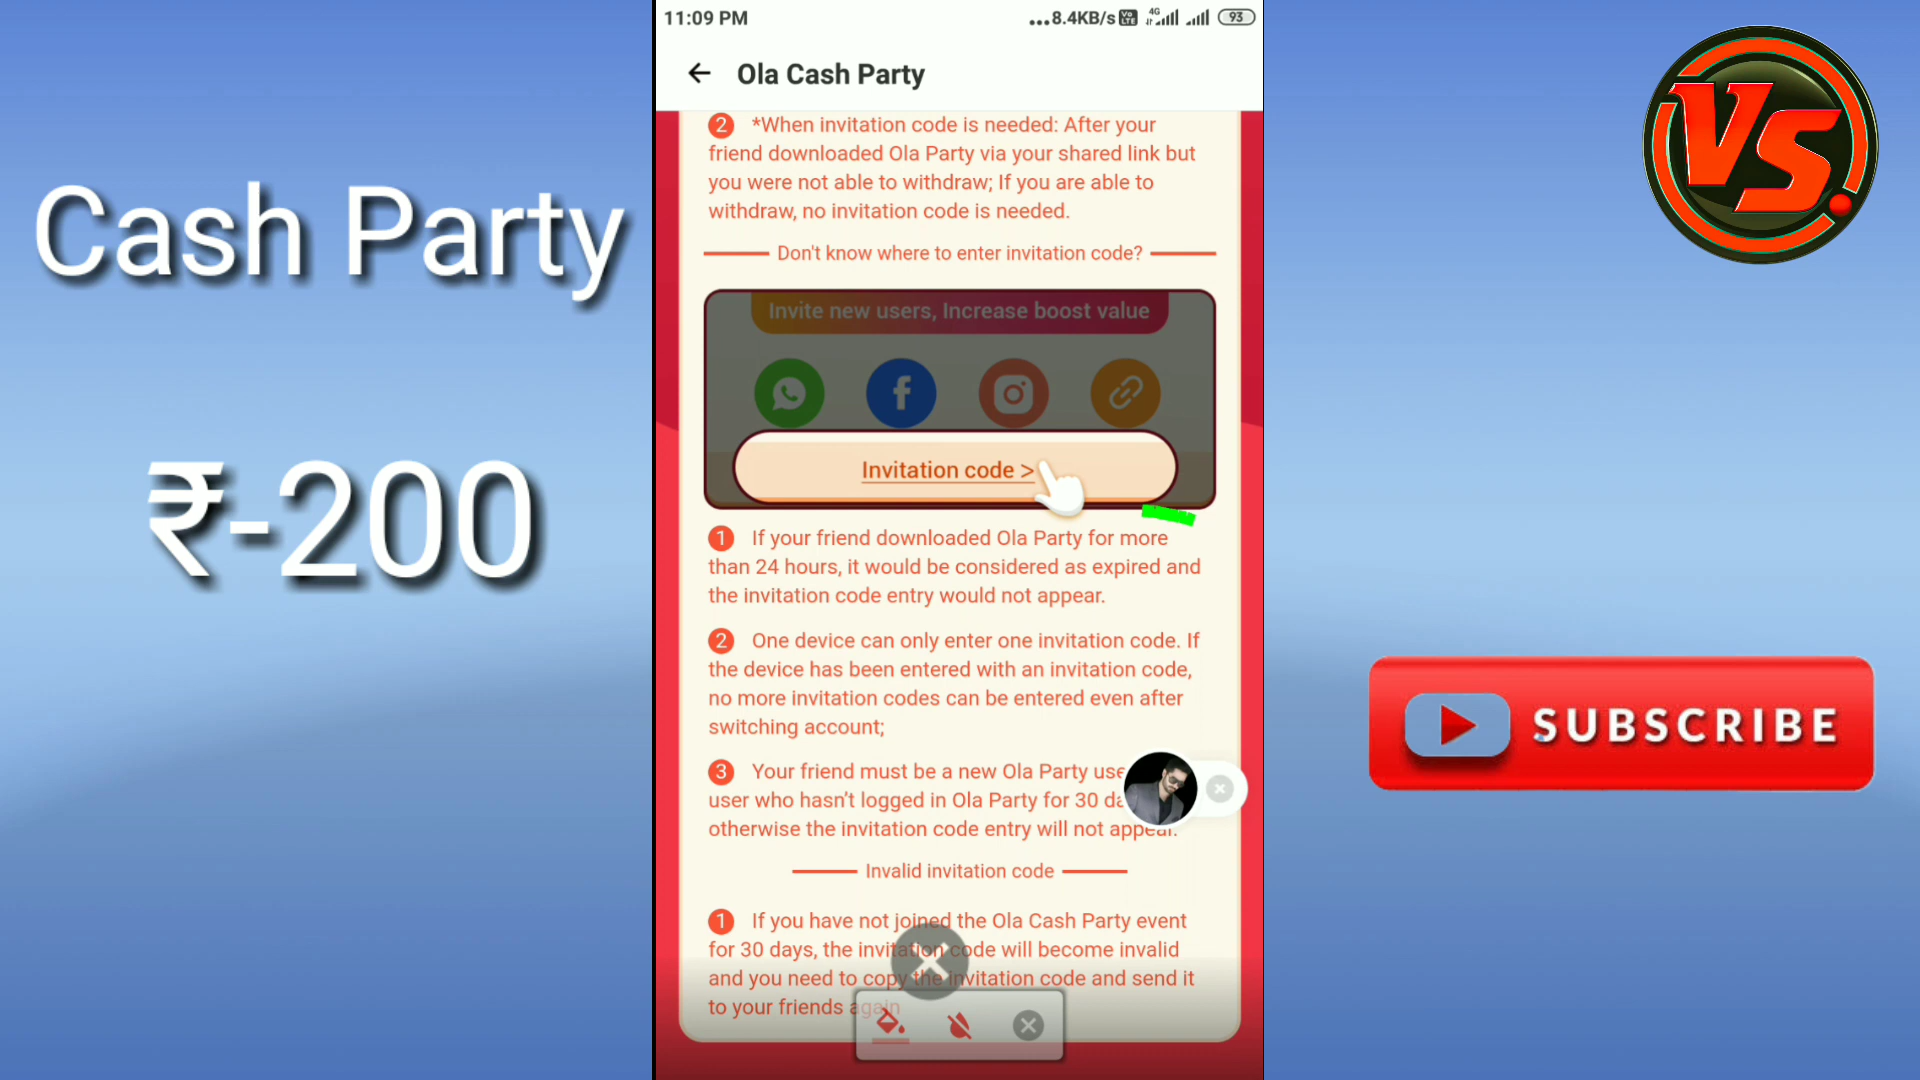 11:09 PM
...8.4KB/s Vo LTE 4G 93
Ola Cash Party
2 *When invitation code is needed: After your
friend downloaded Ola Party via your shared link but
you were not able to withdraw; If you are able to
withdraw, no invitation code is needed.
Don't know where to enter invitation code?
Invite new users, Increase boost value
Invitation code >
1 If your friend downloaded Ola Party for more
than 24 hours, it would be considered as expired and
the invitation code entry would not appear.
2 One device can only enter one invitation code. If
the device has been entered with an invitation code,
no more invitation codes can be entered even after
switching account;
3 Your friend must be a new Ola Party use
user who hasn't logged in Ola Party for 30 da
otherwise the invitation code entry will not appear.
Invalid invitation code
1 If you have not joined the Ola Cash Party event
for 30 days, the invitation code will become invalid
and you need to copy the invitation code and send it
to your friends again
Cash Party
₹-200
VS.
SUBSCRIBE